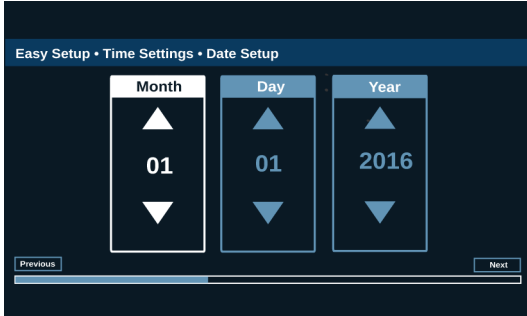 Easy Setup • Time Settings • Date Setup
Month Day Year
01 01 2016
Previous Next